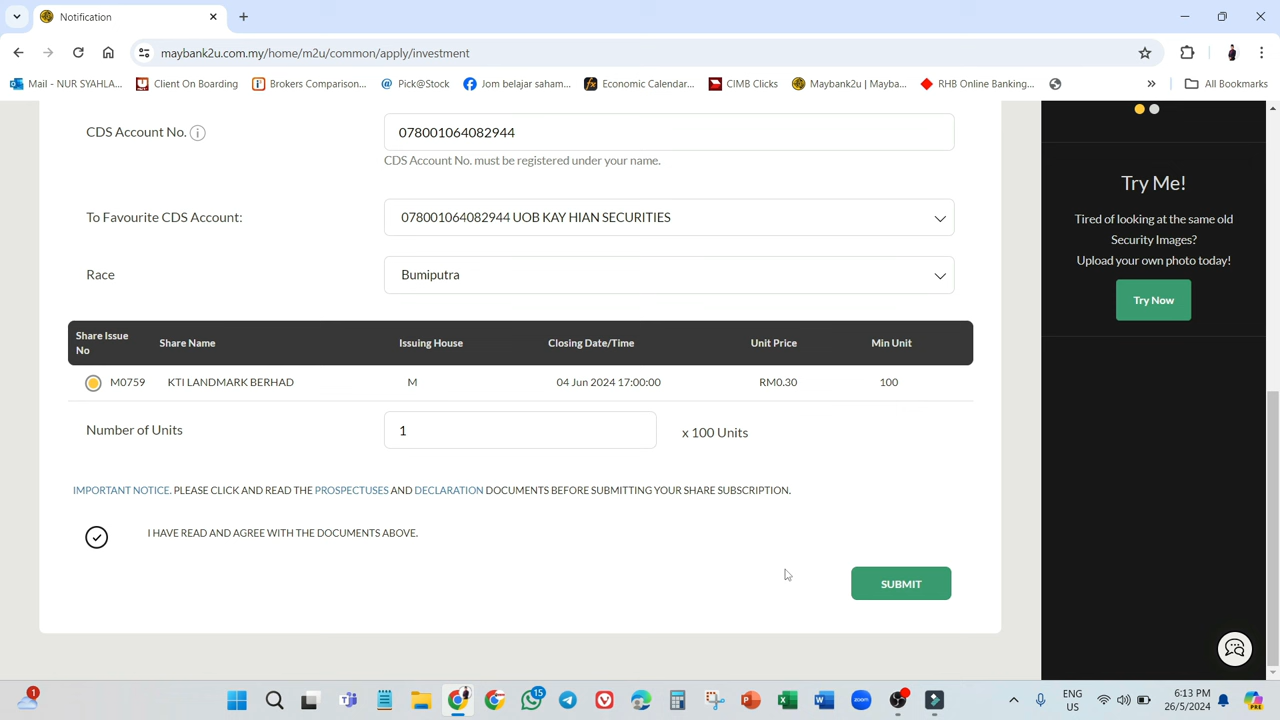 Notification
maybank2u.com.my/home/m2u/common/apply/investment
Mail - NUR SYAHLA... Client On Boarding Brokers Comparison... Pick@Stock Jom belajar saham... Economic Calendar... CIMB Clicks Maybank2u | Mayba... RHB Online Banking... » All Bookmarks
CDS Account No. i 078001064082944
CDS Account No. must be registered under your name.
To Favourite CDS Account: 078001064082944 UOB KAY HIAN SECURITIES
Race Bumiputra
Share Issue No Share Name Issuing House Closing Date/Time Unit Price Min Unit
M0759 KTI LANDMARK BERHAD M 04 Jun 2024 17:00:00 RM0.30 100
Number of Units 1 x 100 Units
IMPORTANT NOTICE. PLEASE CLICK AND READ THE PROSPECTUSES AND DECLARATION DOCUMENTS BEFORE SUBMITTING YOUR SHARE SUBSCRIPTION.
I HAVE READ AND AGREE WITH THE DOCUMENTS ABOVE.
SUBMIT
Try Me!
Tired of looking at the same old
Security Images?
Upload your own photo today!
Try Now
1
15
zoom
ENG
US
6:13 PM
26/5/2024
PRE